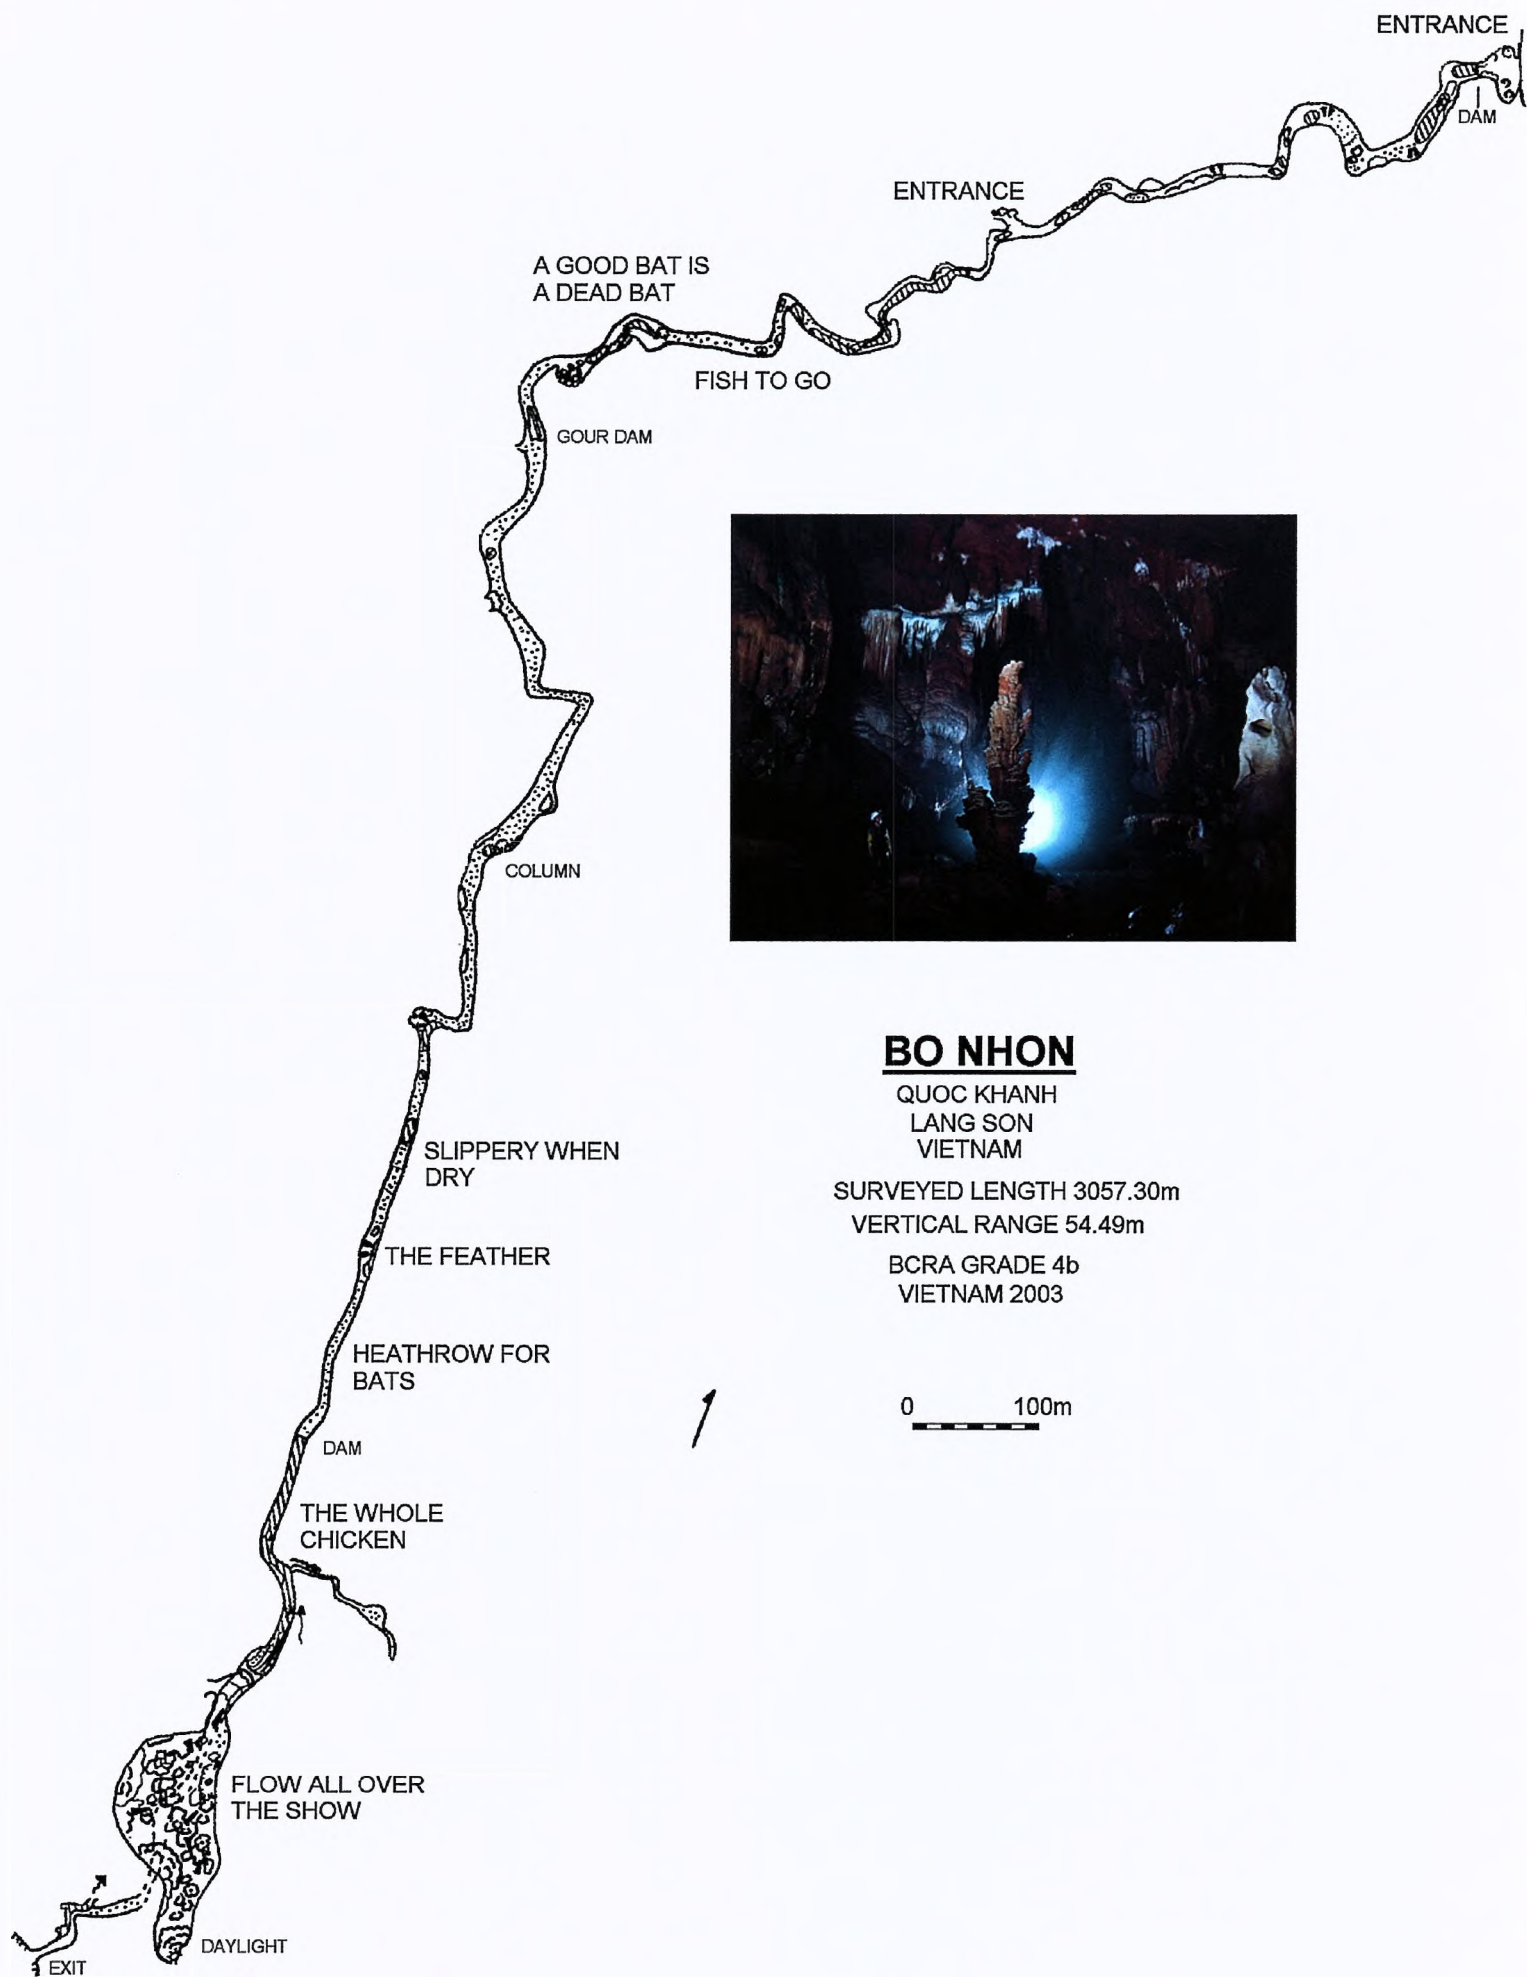 ENTRANCE
DAM
ENTRANCE
A GOOD BAT IS
A DEAD BAT
FISH TO GO
GOUR DAM
COLUMN
BO NHON
QUOC KHANH
LANG SON
VIETNAM
SURVEYED LENGTH 3057.30m
VERTICAL RANGE 54.49m
BCRA GRADE 4b
VIETNAM 2003
SLIPPERY WHEN
DRY
THE FEATHER
HEATHROW FOR
BATS
0 100m
DAM
THE WHOLE
CHICKEN
FLOW ALL OVER
THE SHOW
DAYLIGHT
EXIT